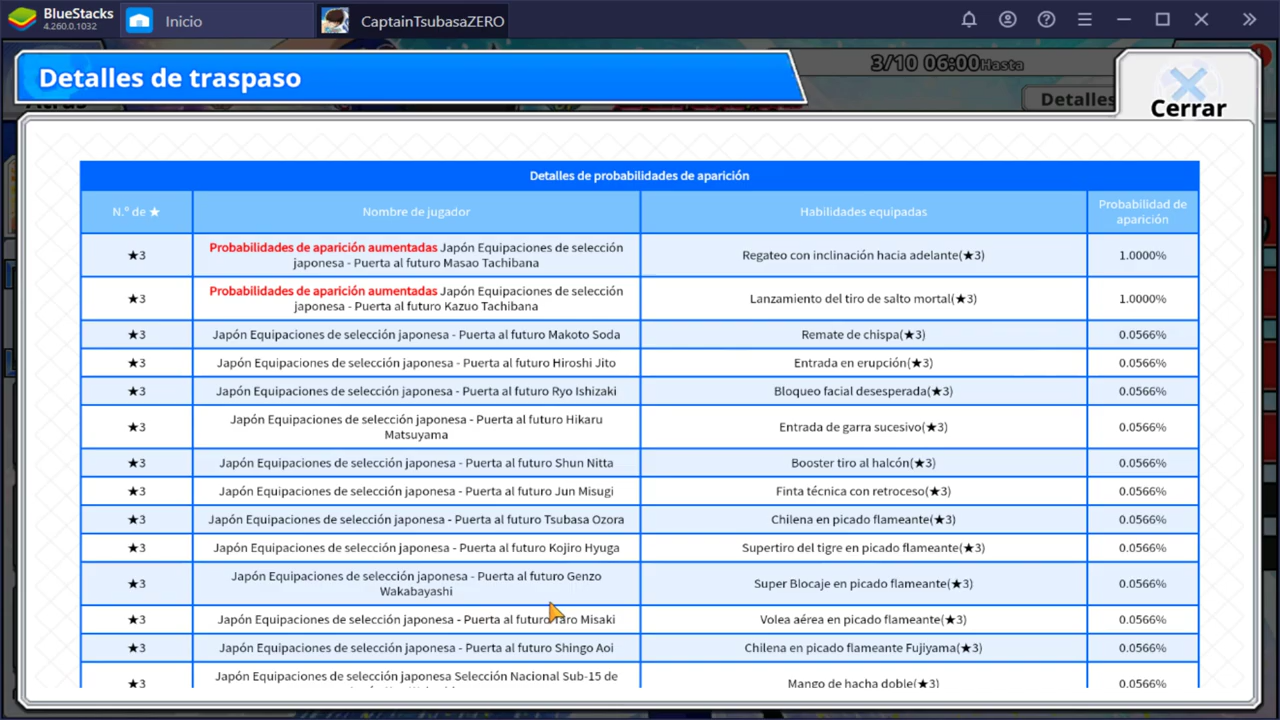 BlueStacks
4.260.0.1032
Inicio
CaptainTsubasaZERO
Detalles de traspaso
3/10 06:00Hasta
Atrás
Detalles
Cerrar
Detalles de probabilidades de aparición
N.º de ★
Nombre de jugador
Habilidades equipadas
Probabilidad de
aparición
★3
Probabilidades de aparición aumentadas Japón Equipaciones de selección
japonesa - Puerta al futuro Masao Tachibana
Regateo con inclinación hacia adelante(★3)
1.0000%
★3
Probabilidades de aparición aumentadas Japón Equipaciones de selección
japonesa - Puerta al futuro Kazuo Tachibana
Lanzamiento del tiro de salto mortal(★3)
1.0000%
★3
Japón Equipaciones de selección japonesa - Puerta al futuro Makoto Soda
Remate de chispa(★3)
0.0566%
★3
Japón Equipaciones de selección japonesa - Puerta al futuro Hiroshi Jito
Entrada en erupción(★3)
0.0566%
★3
Japón Equipaciones de selección japonesa - Puerta al futuro Ryo Ishizaki
Bloqueo facial desesperada(★3)
0.0566%
★3
Japón Equipaciones de selección japonesa - Puerta al futuro Hikaru
Matsuyama
Entrada de garra sucesivo(★3)
0.0566%
★3
Japón Equipaciones de selección japonesa - Puerta al futuro Shun Nitta
Booster tiro al halcón(★3)
0.0566%
★3
Japón Equipaciones de selección japonesa - Puerta al futuro Jun Misugi
Finta técnica con retroceso(★3)
0.0566%
★3
Japón Equipaciones de selección japonesa - Puerta al futuro Tsubasa Ozora
Chilena en picado flameante(★3)
0.0566%
★3
Japón Equipaciones de selección japonesa - Puerta al futuro Kojiro Hyuga
Supertiro del tigre en picado flameante(★3)
0.0566%
★3
Japón Equipaciones de selección japonesa - Puerta al futuro Genzo
Wakabayashi
Super Blocaje en picado flameante(★3)
0.0566%
★3
Japón Equipaciones de selección japonesa - Puerta al futuro Taro Misaki
Volea aérea en picado flameante(★3)
0.0566%
★3
Japón Equipaciones de selección japonesa - Puerta al futuro Shingo Aoi
Chilena en picado flameante Fujiyama(★3)
0.0566%
★3
Japón Equipaciones de selección japonesa Selección Nacional Sub-15 de
Mango de hacha doble(★3)
0.0566%